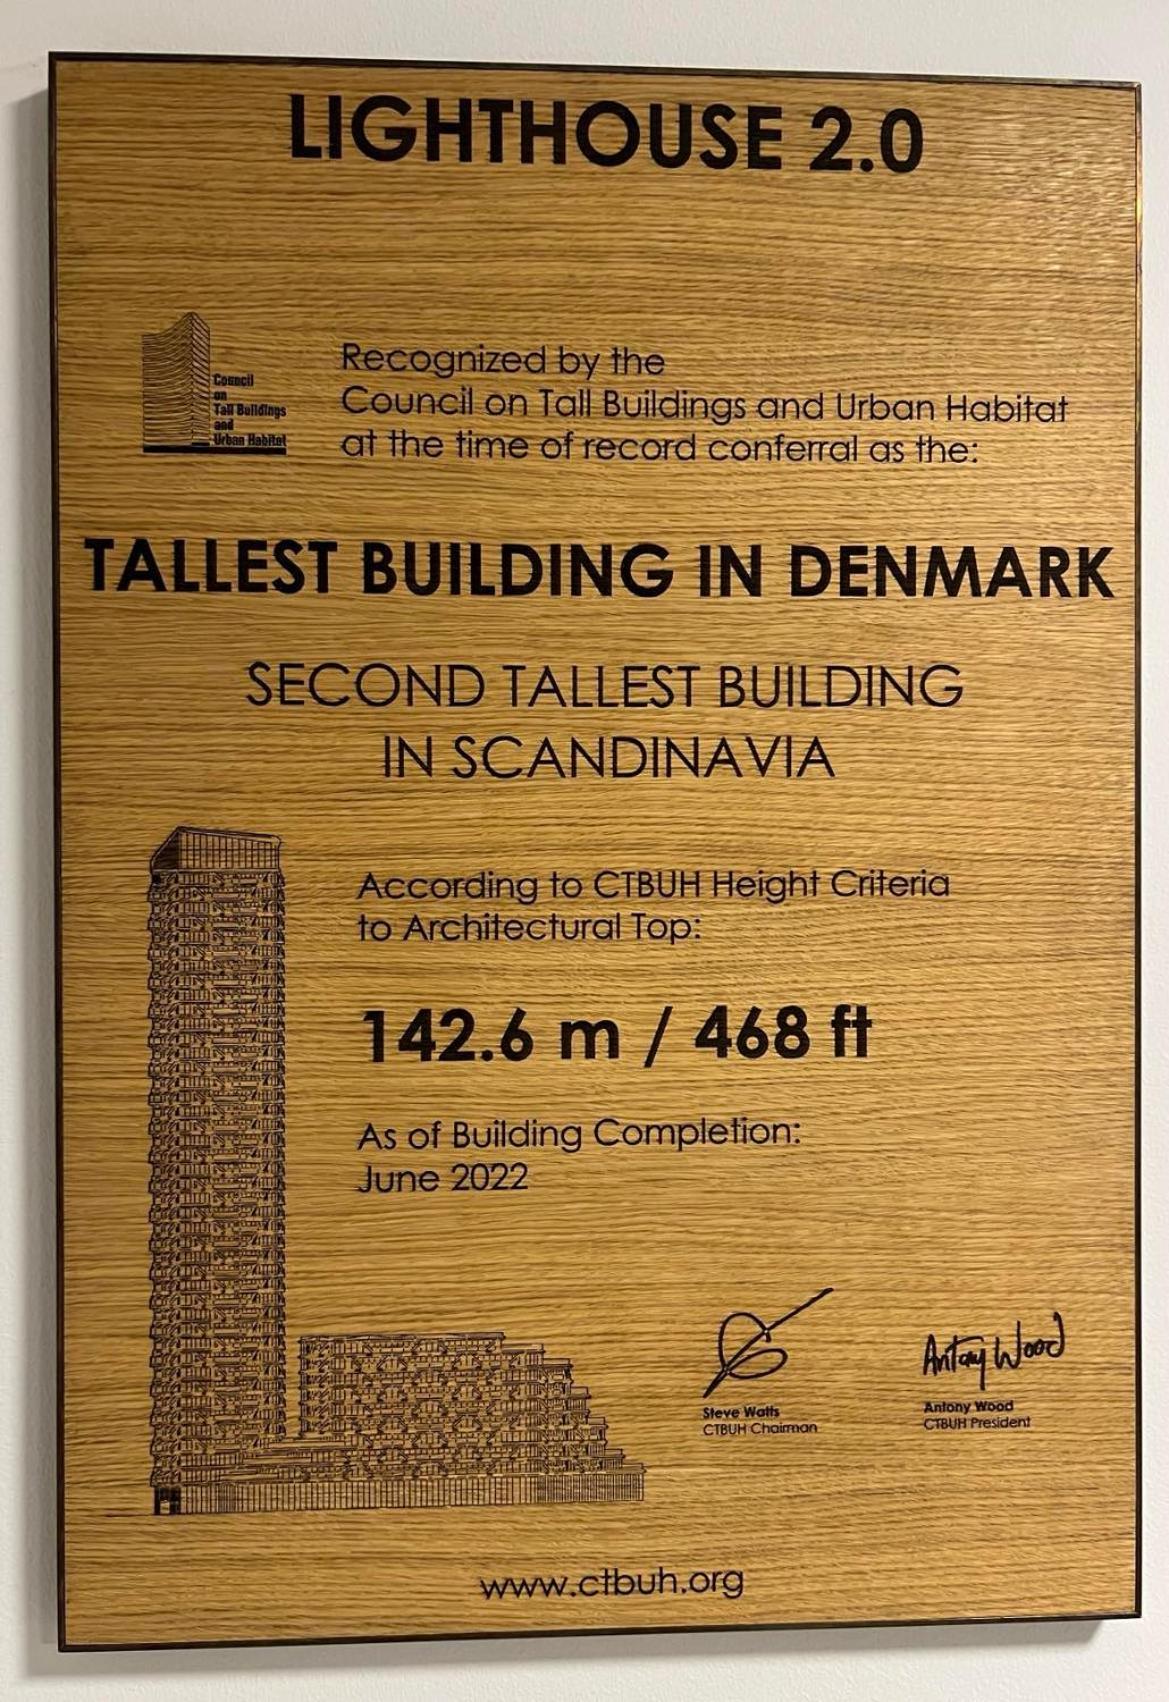 LIGHTHOUSE 2.0
Council
on
Tall Buildings
and
Urban Habitat
Recognized by the
Council on Tall Buildings and Urban Habitat
at the time of record conferral as the:
TALLEST BUILDING IN DENMARK
SECOND TALLEST BUILDING
IN SCANDINAVIA
According to CTBUH Height Criteria
to Architectural Top:
142.6 m / 468 ft
As of Building Completion:
June 2022
Antony Wood
Steve Watts
CTBUH Chairman
Antony Wood
CTBUH President
www.ctbuh.org